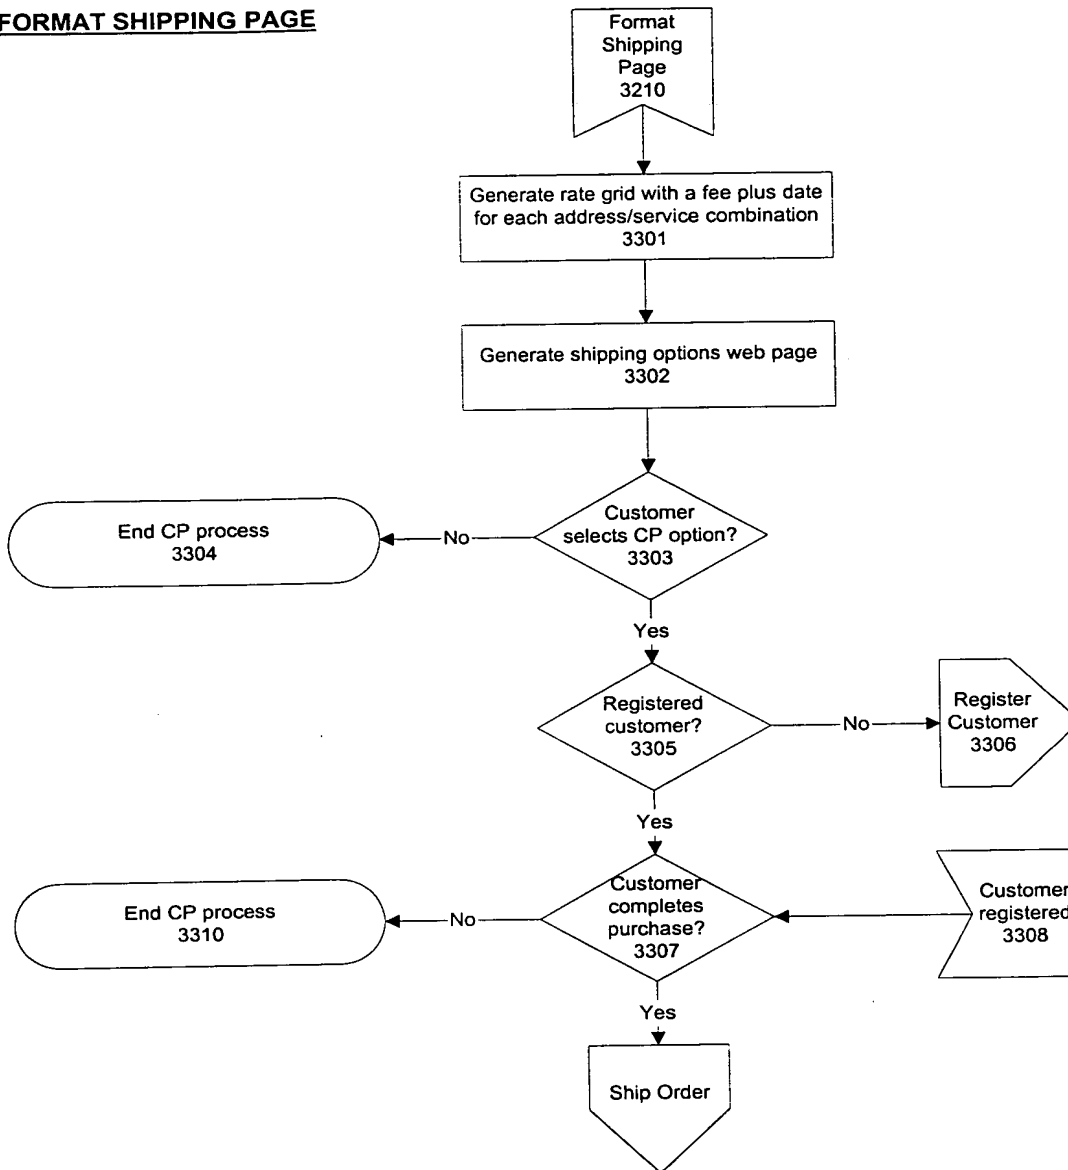 FORMAT SHIPPING PAGE
Format
Shipping
Page
3210
Generate rate grid with a fee plus date
for each address/service combination
3301
Generate shipping options web page
3302
Customer
selects CP option?
3303
No
End CP process
3304
Yes
Registered
customer?
3305
No
Register
Customer
3306
Yes
Customer
completes
purchase?
3307
No
End CP process
3310
Customer
registered
3308
Yes
Ship Order